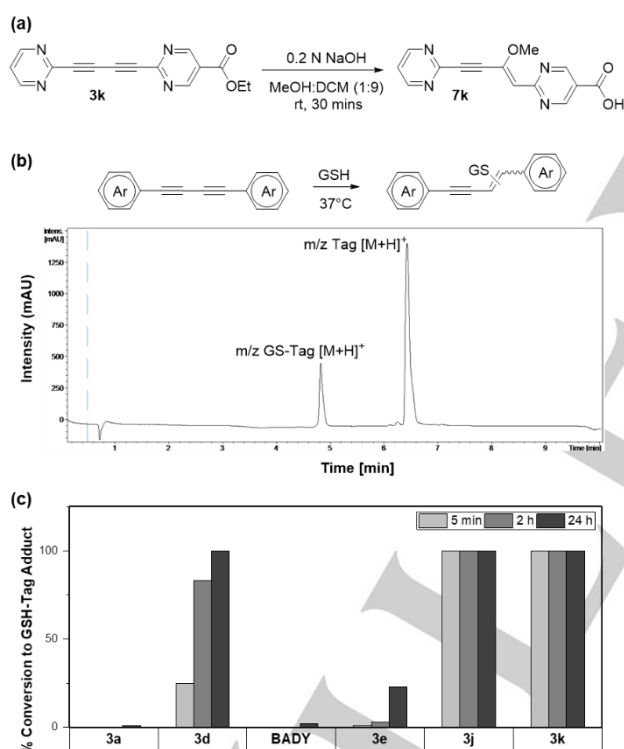 (a)
N
N
N
N
O
OEt
3k
0.2 N NaOH
MeOH:DCM (1:9)
rt, 30 mins
N
N
OMe
N
N
O
OH
7k
(b)
Ar
Ar
GSH
37°C
Ar
GS
Ar
Intens.
[mAU]
m/z Tag [M+H]+
m/z GS-Tag [M+H]+
Intensity (mAU)
1250
1000
750
500
250
0
1 2 3 4 5 6 7 8 9 Time [min]
Time [min]
(c)
% Conversion to GSH-Tag Adduct
5 min 2 h 24 h
100
50
0
3a 3d BADY 3e 3j 3k